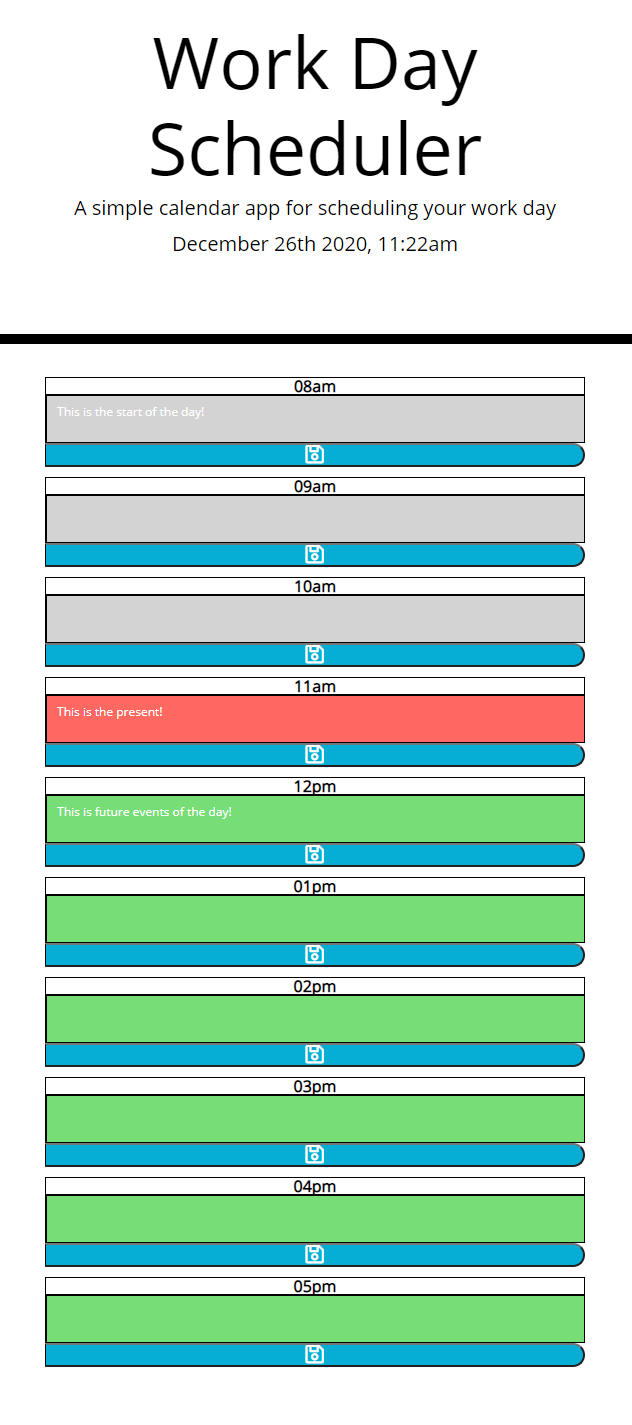 Work Day
Scheduler
A simple calendar app for scheduling your work day
December 26th 2020, 11:22am
08am
This is the start of the day!
09am
10am
11am
This is the present!
12pm
This is future events of the day!
01pm
02pm
03pm
04pm
05pm